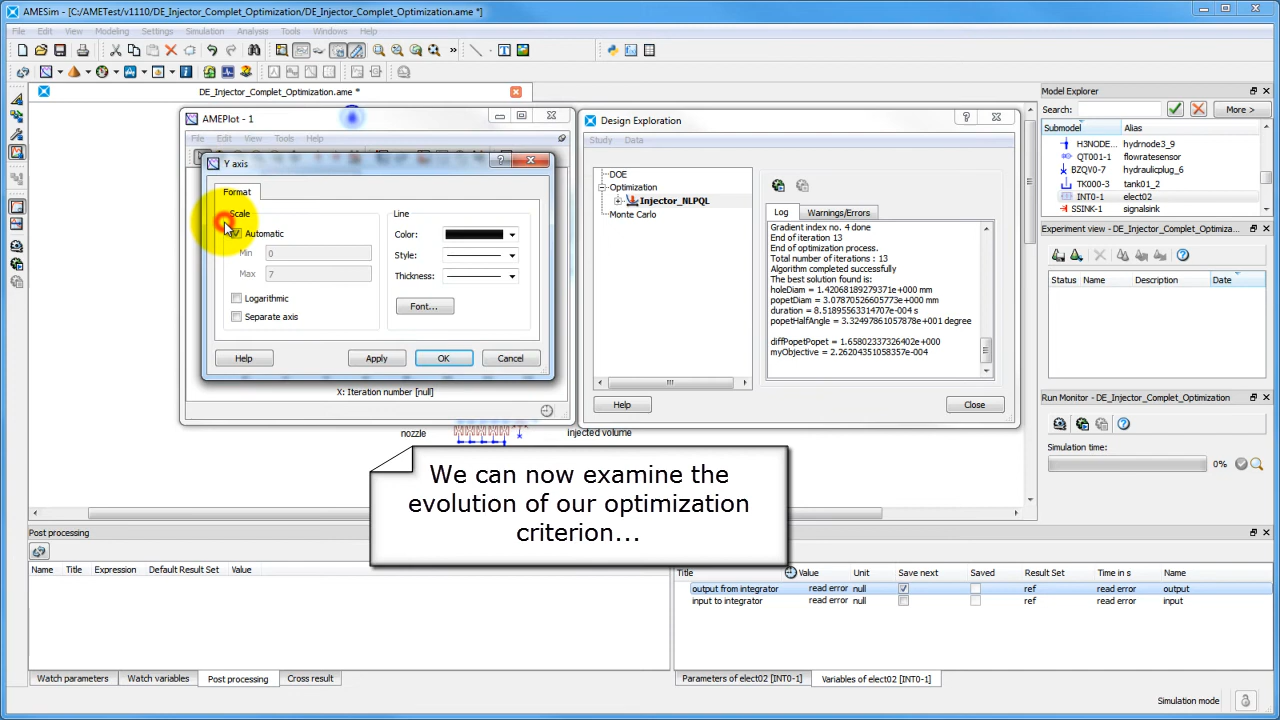 AMESim - [C:/AMETest/v1110/DE_Injector_Complet_Optimization/DE_Injector_Complet_Optimization.ame *]
File Edit View Modeling Settings Simulation Analysis Tools Windows Help
DE_Injector_Complet_Optimization.ame *
AMEPlot - 1
File Edit View Tools Help
Y axis
Format
Scale
Automatic
Min 0
Max 7
Logarithmic
Separate axis
Line
Color:
Style:
Thickness:
Font...
Help Apply OK Cancel
X: Iteration number [null]
nozzle injected volume
Design Exploration
Study Data
DOE
Optimization
Injector_NLPQL
Monte Carlo
Log Warnings/Errors
Gradient index no. 4 done
End of iteration 13
End of optimization process.
Total number of iterations : 13
Algorithm completed successfully
The best solution found is:
holeDiam = 1.42068189279371e+000 mm
popetDiam = 3.07870526605773e+000 mm
duration = 8.51895563314707e-004 s
popetHalfAngle = 3.32497861057878e+001 degree
diffPopetPopet = 1.65802337326402e+000
myObjective = 2.26204351058357e-004
Help Close
We can now examine the
evolution of our optimization
criterion...
Model Explorer
Search: More >
Submodel Alias
H3NODE... hydrnode3_9
QT001-1 flowratesensor
BZQV0-7 hydraulicplug_6
TK000-3 tank01_2
INT0-1 elect02
SSINK-1 signalsink
Experiment view - DE_Injector_Complet_Optimiza...
Status Name Description Date
Run Monitor - DE_Injector_Complet_Optimization
Simulation time:
0%
Post processing
Name Title Expression Default Result Set Value
Watch parameters Watch variables Post processing Cross result
Title Value Unit Save next Saved Result Set Time in s Name
output from integrator read error null ref read error output
input to integrator read error null ref read error input
Parameters of elect02 [INT0-1] Variables of elect02 [INT0-1]
Simulation mode